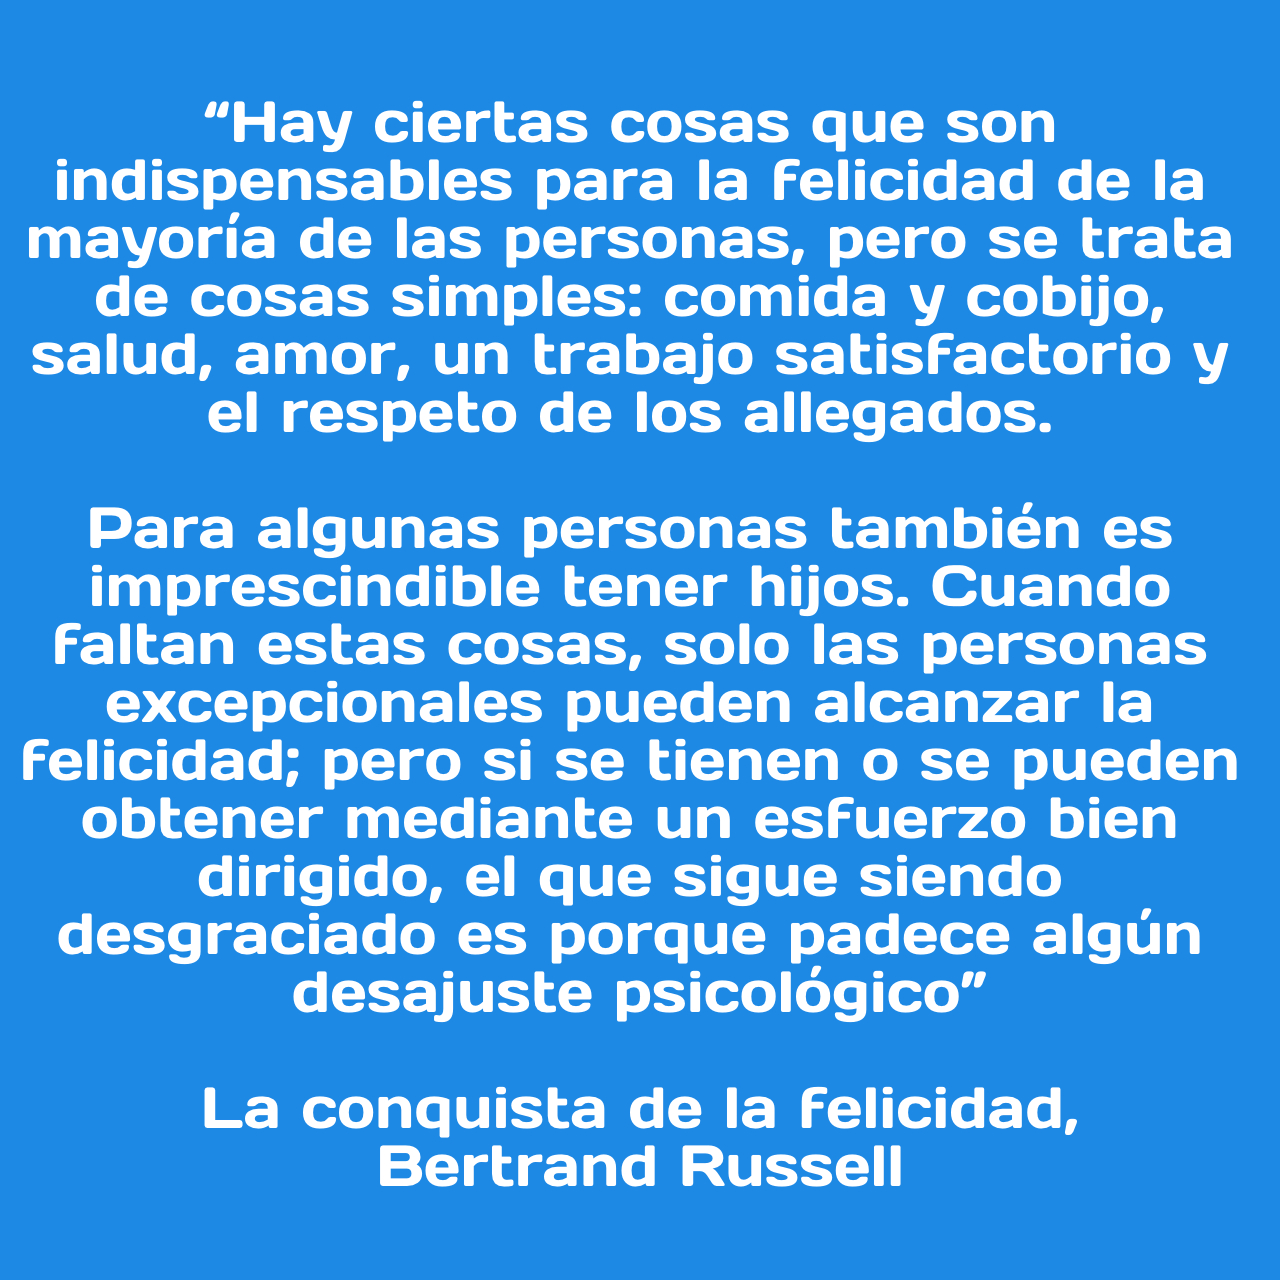 “Hay ciertas cosas que son
indispensables para la felicidad de la
mayoría de las personas, pero se trata
de cosas simples: comida y cobijo,
salud, amor, un trabajo satisfactorio y
el respeto de los allegados.
Para algunas personas también es
imprescindible tener hijos. Cuando
faltan estas cosas, solo las personas
excepcionales pueden alcanzar la
felicidad; pero si se tienen o se pueden
obtener mediante un esfuerzo bien
dirigido, el que sigue siendo
desgraciado es porque padece algún
desajuste psicológico”
La conquista de la felicidad,
Bertrand Russell